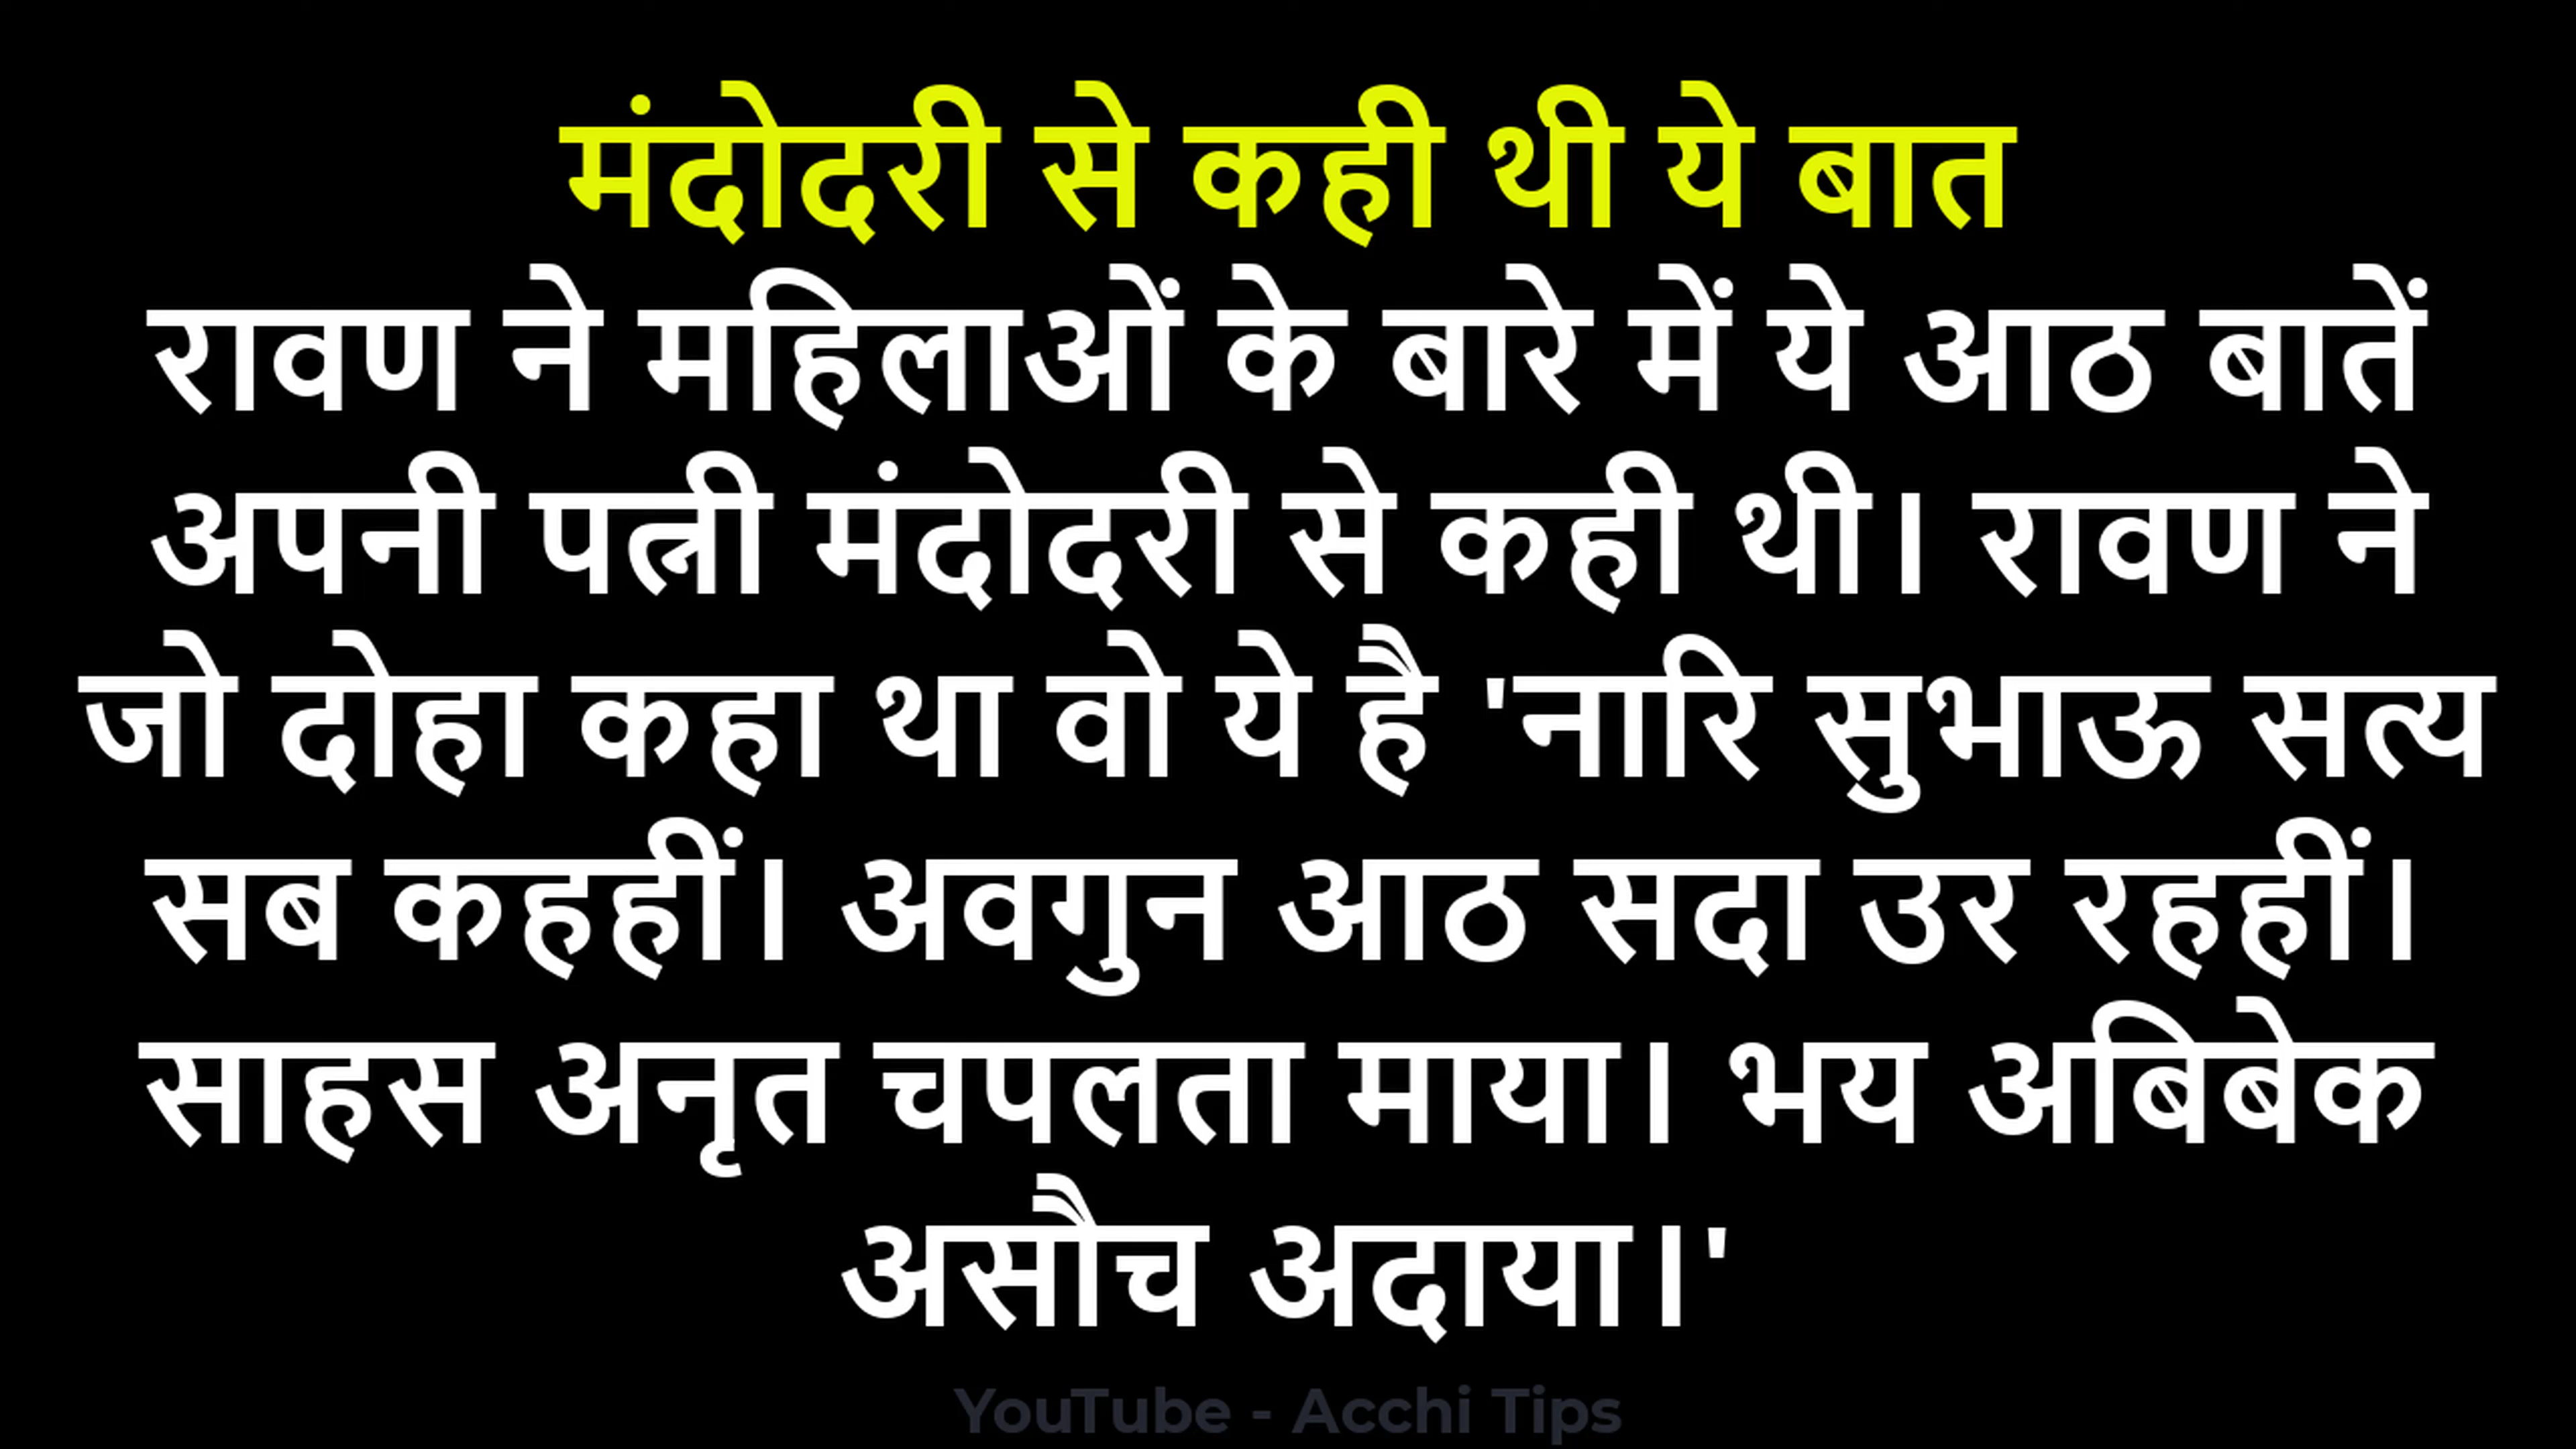 मंदोदरी से कही थी ये बात
रावण ने महिलाओं के बारे में ये आठ बातें
अपनी पत्नी मंदोदरी से कही थी। रावण ने
जो दोहा कहा था वो ये है 'नारि सुभाऊ सत्य
सब कहहीं। अवगुन आठ सदा उर रहहीं।
साहस अनृत चपलता माया। भय अबिबेक
असौच अदाया।'
YouTube - Acchi Tips